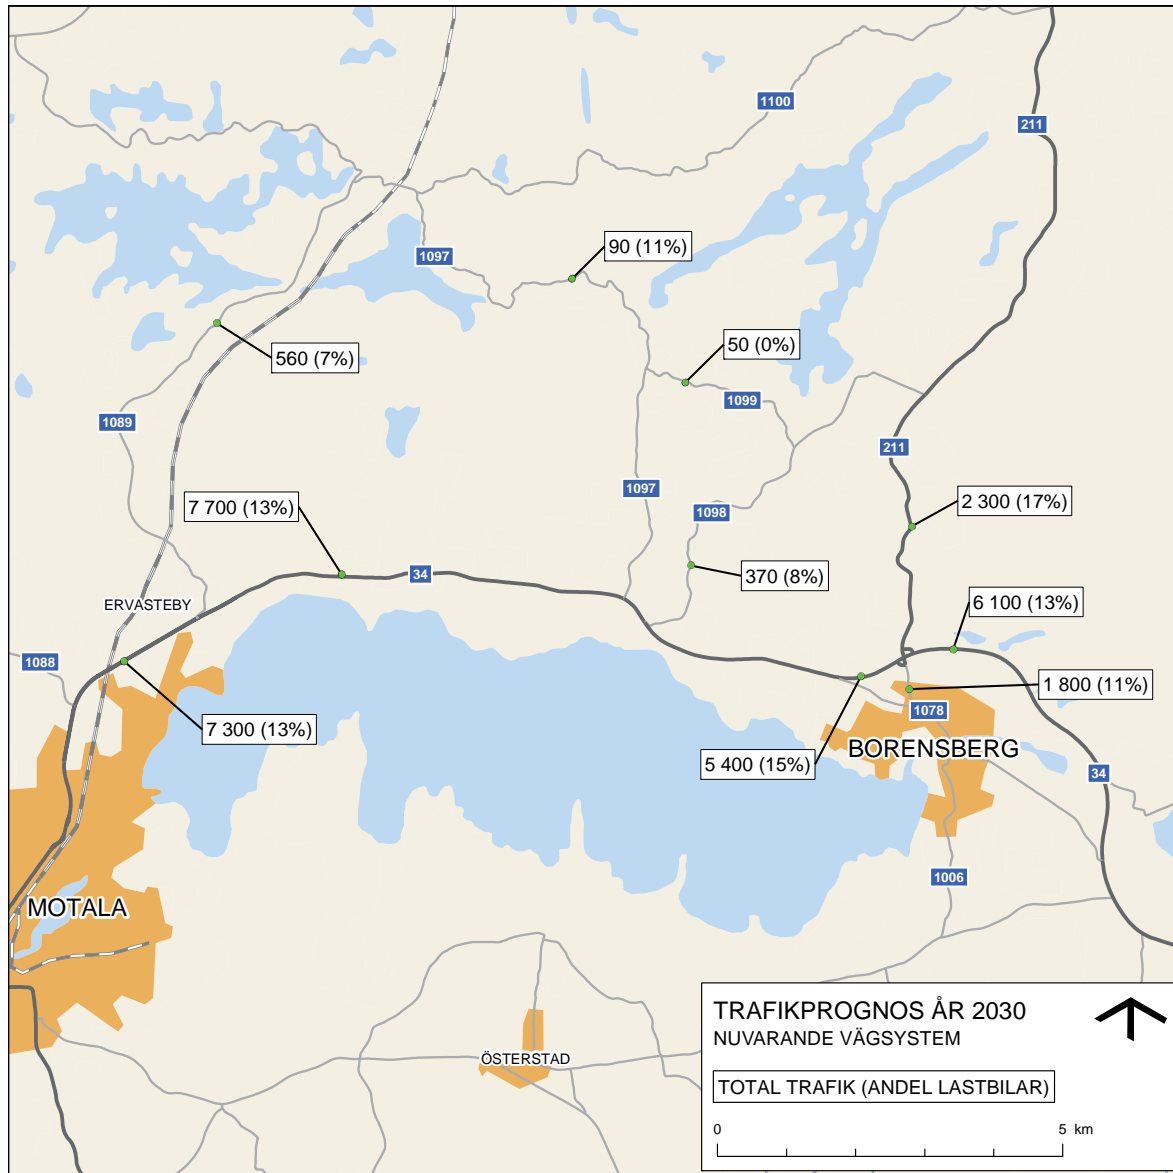 1100
211
90 (11%)
1097
50 (0%)
560 (7%)
1099
1089
211
1097
7 700 (13%)
2 300 (17%)
1098
34
370 (8%)
6 100 (13%)
ERVASTEBY
1088
1 800 (11%)
1078
7 300 (13%)
BORENSBERG
5 400 (15%)
34
1006
MOTALA
TRAFIKPROGNOS ÅR 2030
NUVARANDE VÄGSYSTEM
ÖSTERSTAD
TOTAL TRAFIK (ANDEL LASTBILAR)
0 5 km